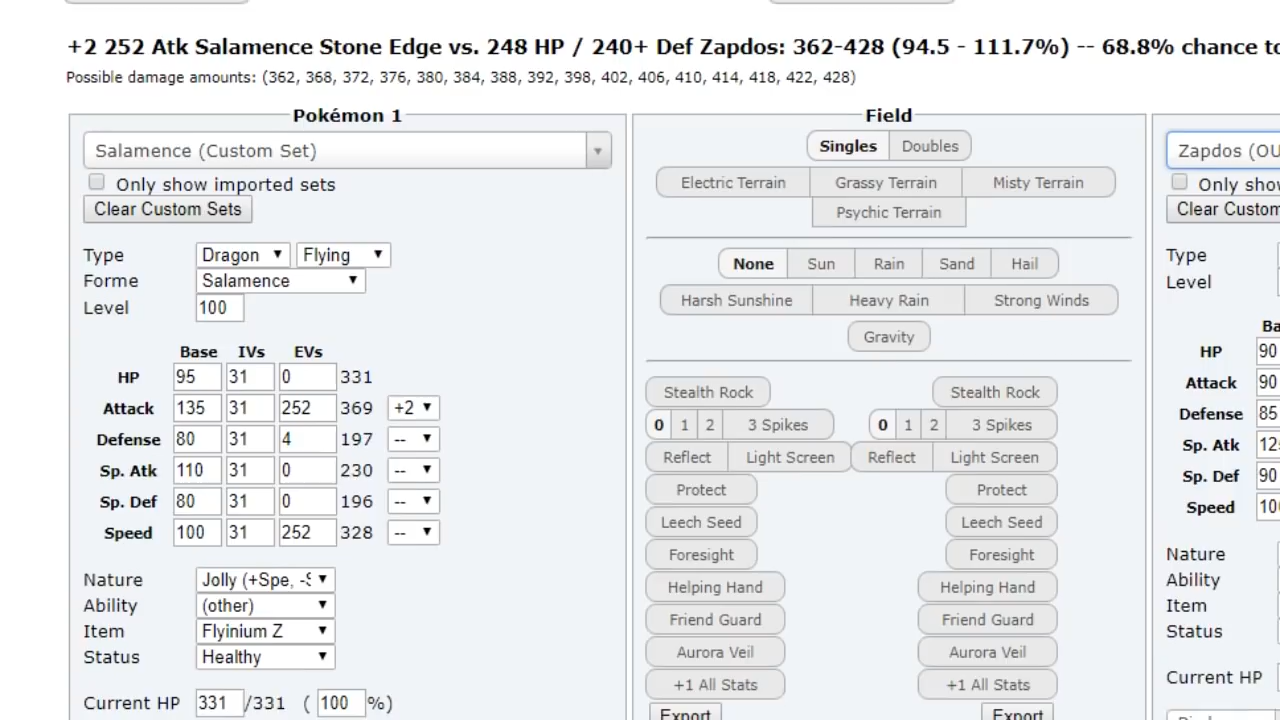 +2 252 Atk Salamence Stone Edge vs. 248 HP / 240+ Def Zapdos: 362-428 (94.5 - 111.7%) -- 68.8% chance to
Possible damage amounts: (362, 368, 372, 376, 380, 384, 388, 392, 398, 402, 406, 410, 414, 418, 422, 428)
Pokémon 1
Field
Salamence (Custom Set)
Singles Doubles
Zapdos (OU
Only show imported sets
Electric Terrain Grassy Terrain Misty Terrain
Only show
Clear Custom Sets
Psychic Terrain
Clear Custom
Type Dragon Flying
None Sun Rain Sand Hail
Type
Forme Salamence
Level
Level 100
Harsh Sunshine Heavy Rain Strong Winds
Gravity
Base IVs EVs
HP 95 31 0 331
Attack 135 31 252 369 +2
Defense 80 31 4 197 --
Sp. Atk 110 31 0 230 --
Sp. Def 80 31 0 196 --
Speed 100 31 252 328 --
Stealth Rock Stealth Rock
0 1 2 3 Spikes 0 1 2 3 Spikes
Reflect Light Screen Reflect Light Screen
Protect Protect
Leech Seed Leech Seed
Foresight Foresight
Helping Hand Helping Hand
Friend Guard Friend Guard
Aurora Veil Aurora Veil
+1 All Stats +1 All Stats
Export Export
Ba
HP 90
Attack 90
Defense 85
Sp. Atk 12
Sp. Def 90
Speed 10
Nature Jolly (+Spe, -S
Ability (other)
Item Flyinium Z
Status Healthy
Current HP 331 /331 ( 100 %)
Nature
Ability
Item
Status
Current HP